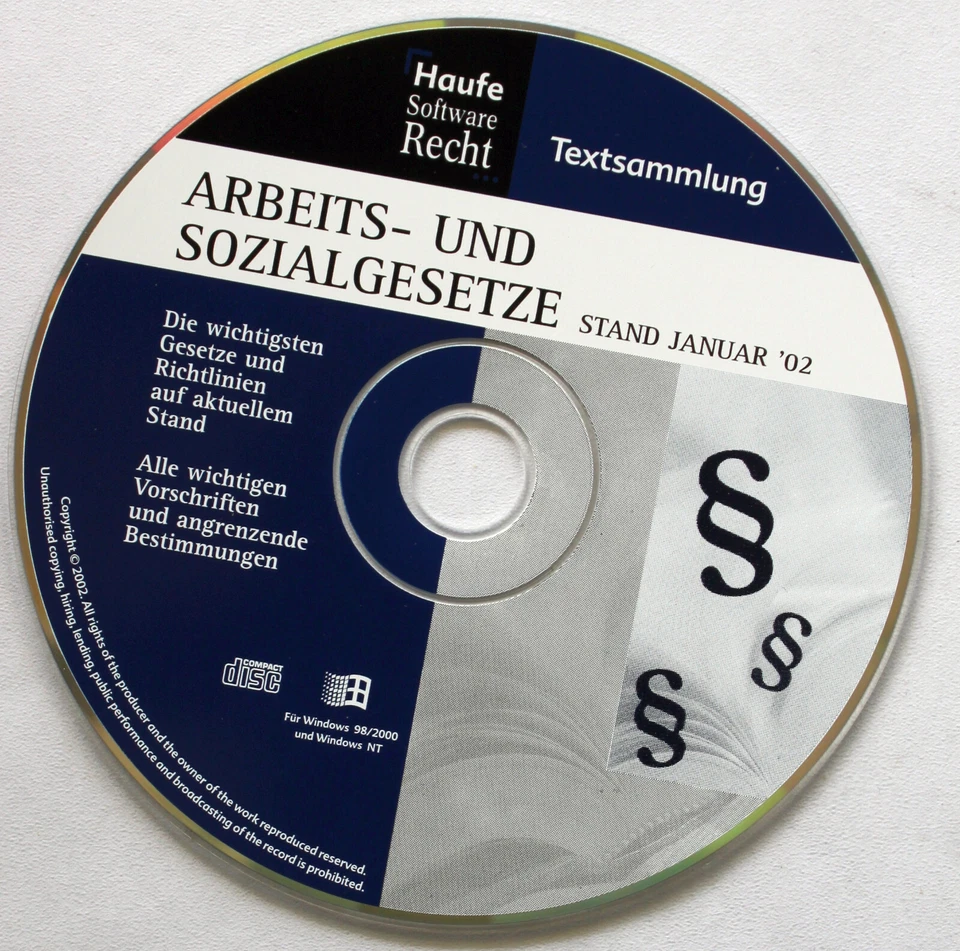 Haufe
Software
Recht
Textsammlung
ARBEITS- UND
SOZIALGESETZE STAND JANUAR '02
Die wichtigsten
Gesetze und
Richtlinien
auf aktuellem
Stand
Alle wichtigen
Vorschriften
und angrenzende
Bestimmungen
§
§
§
COMPACT
disc
Für Windows 98/2000
und Windows NT
Copyright © 2002. All rights of the producer and the owner of the work reproduced reserved.
Unauthorised copying, hiring, lending, public performance and broadcasting of the record is prohibited.